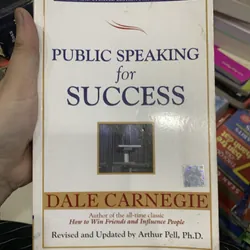 PUBLIC SPEAKING
for
SUCCESS
DALE CARNEGIE
Author of the all-time classic
How to Win Friends and Influence People
Revised and Updated by Arthur Pell, Ph.D.